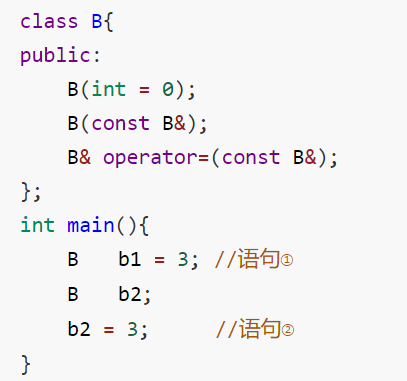 class B{
public:
    B(int = 0);
    B(const B&);
    B& operator=(const B&);
};
int main(){
    B   b1 = 3; //语句①
    B   b2;
    b2 = 3;      //语句②
}